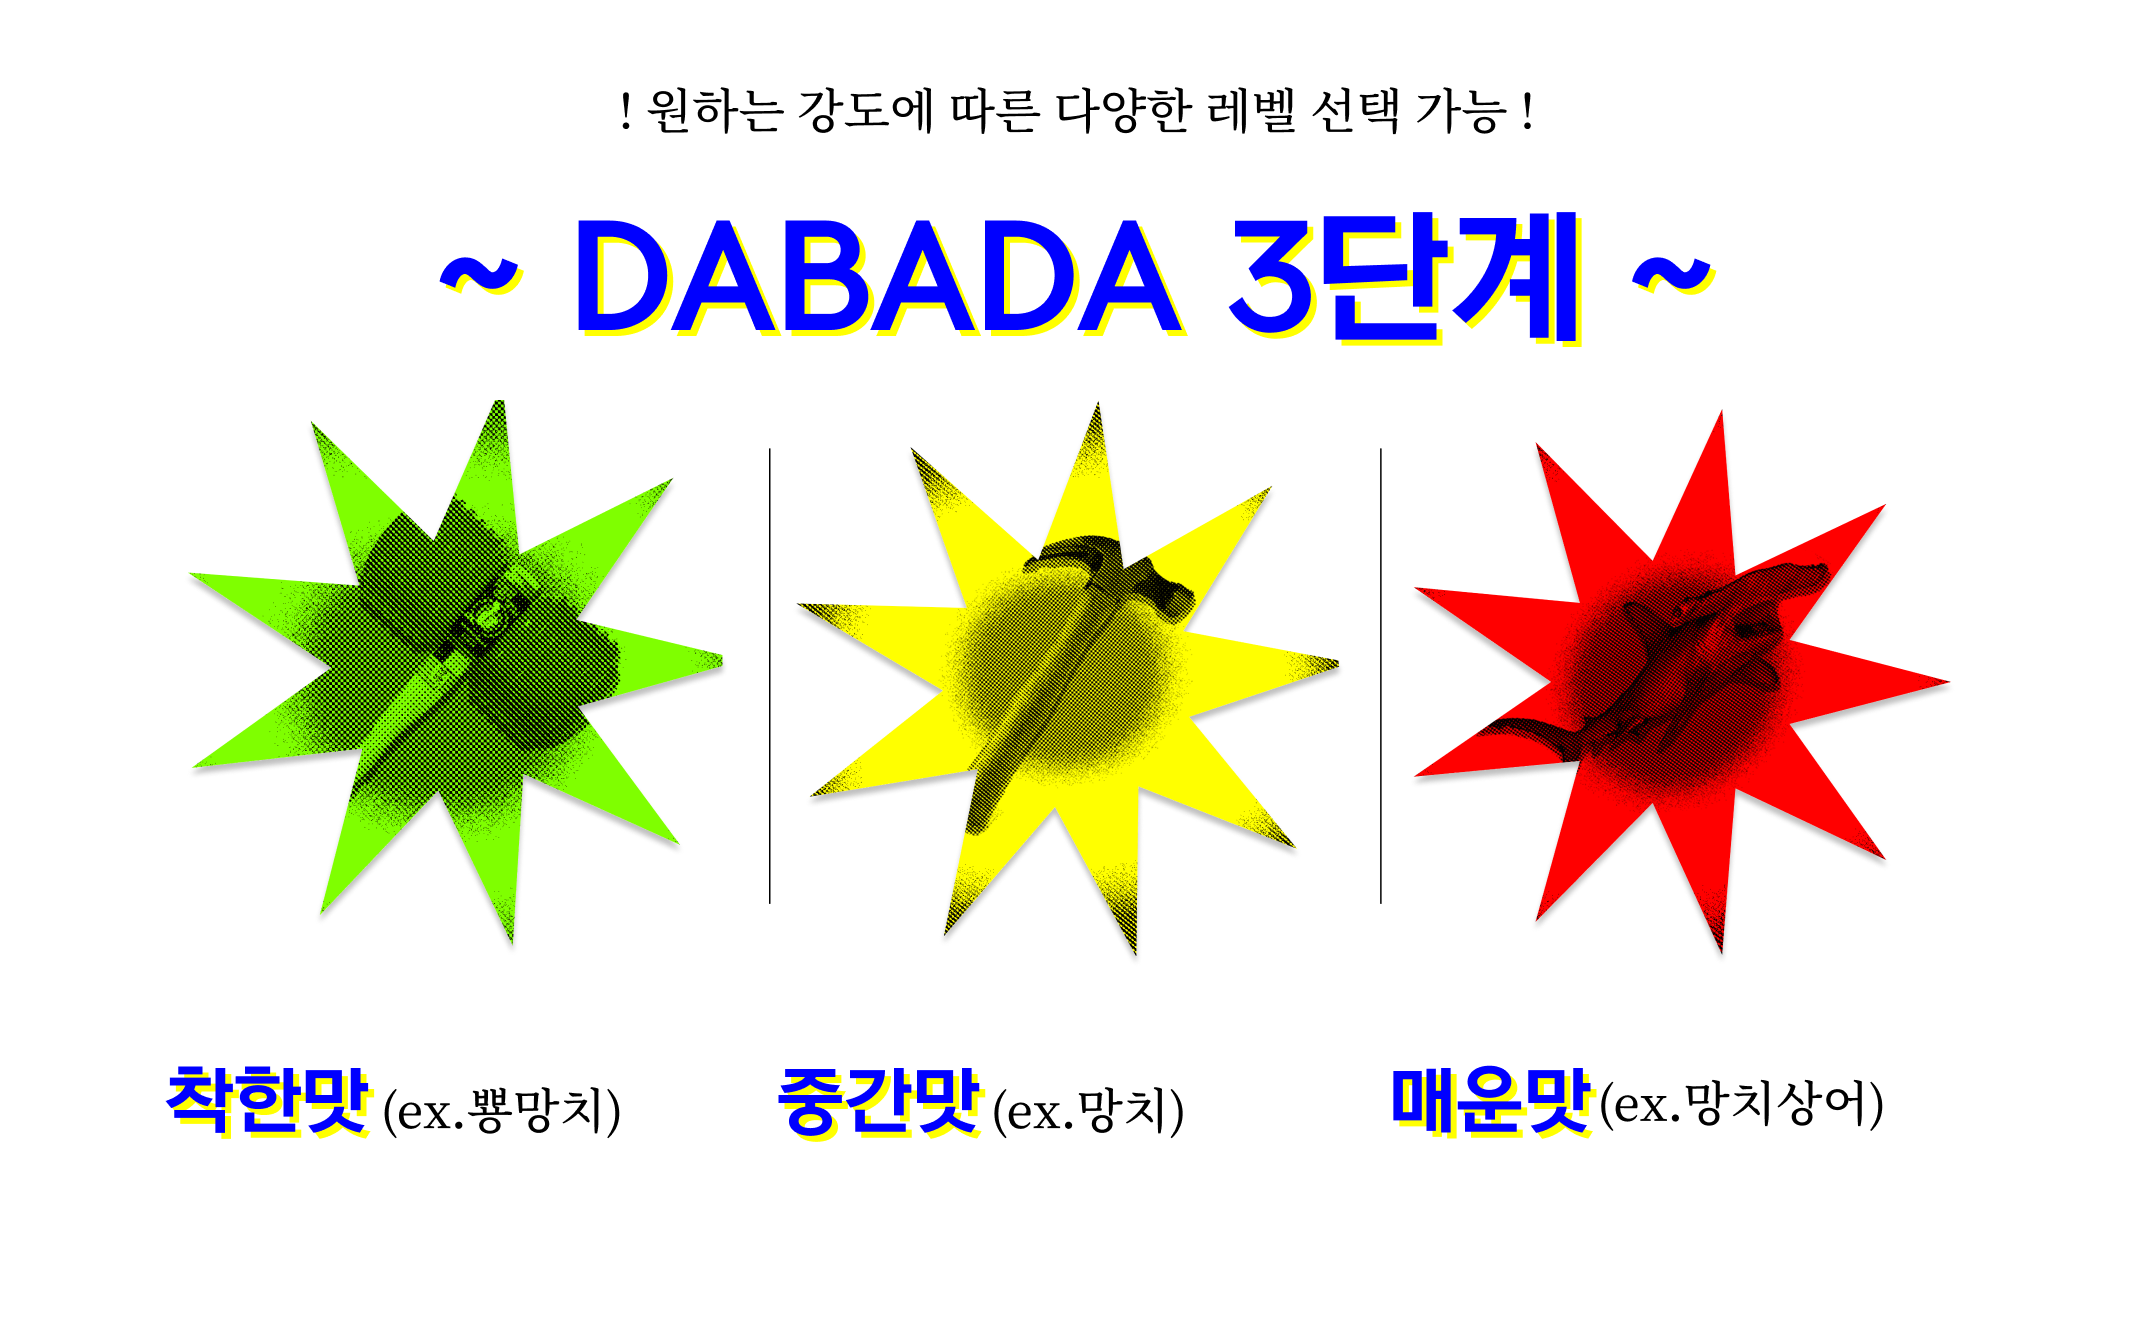 ! 원하는 강도에 따른 다양한 레벨 선택 가능 !
~ DABADA 3단계 ~
착한맛 (ex.뿅망치)
중간맛 (ex.망치)
매운맛 (ex.망치상어)